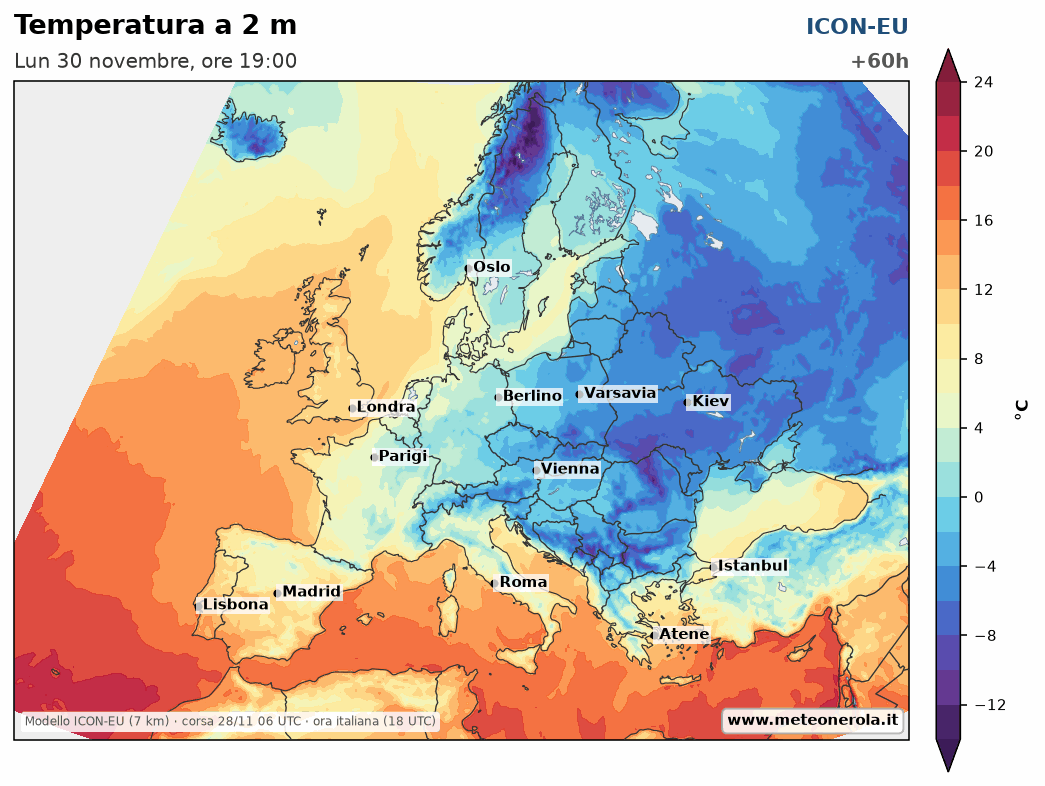 Temperatura a 2 m
ICON-EU
Lun 30 novembre, ore 19:00
+60h
24
20
16
12
8
4
0
−4
−8
−12
°C
Oslo
Londra
Berlino
Varsavia
Kiev
Parigi
Vienna
Istanbul
Roma
Madrid
Lisbona
Atene
Modello ICON-EU (7 km) · corsa 28/11 06 UTC · ora italiana (18 UTC)
www.meteonerola.it